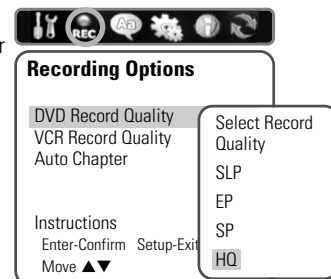 r
REC
Aa
Recording Options
DVD Record Quality
VCR Record Quality
Auto Chapter
Instructions
Enter-Confirm Setup-Exit
Move ▲▼
Select Record
Quality
SLP
EP
SP
HQ